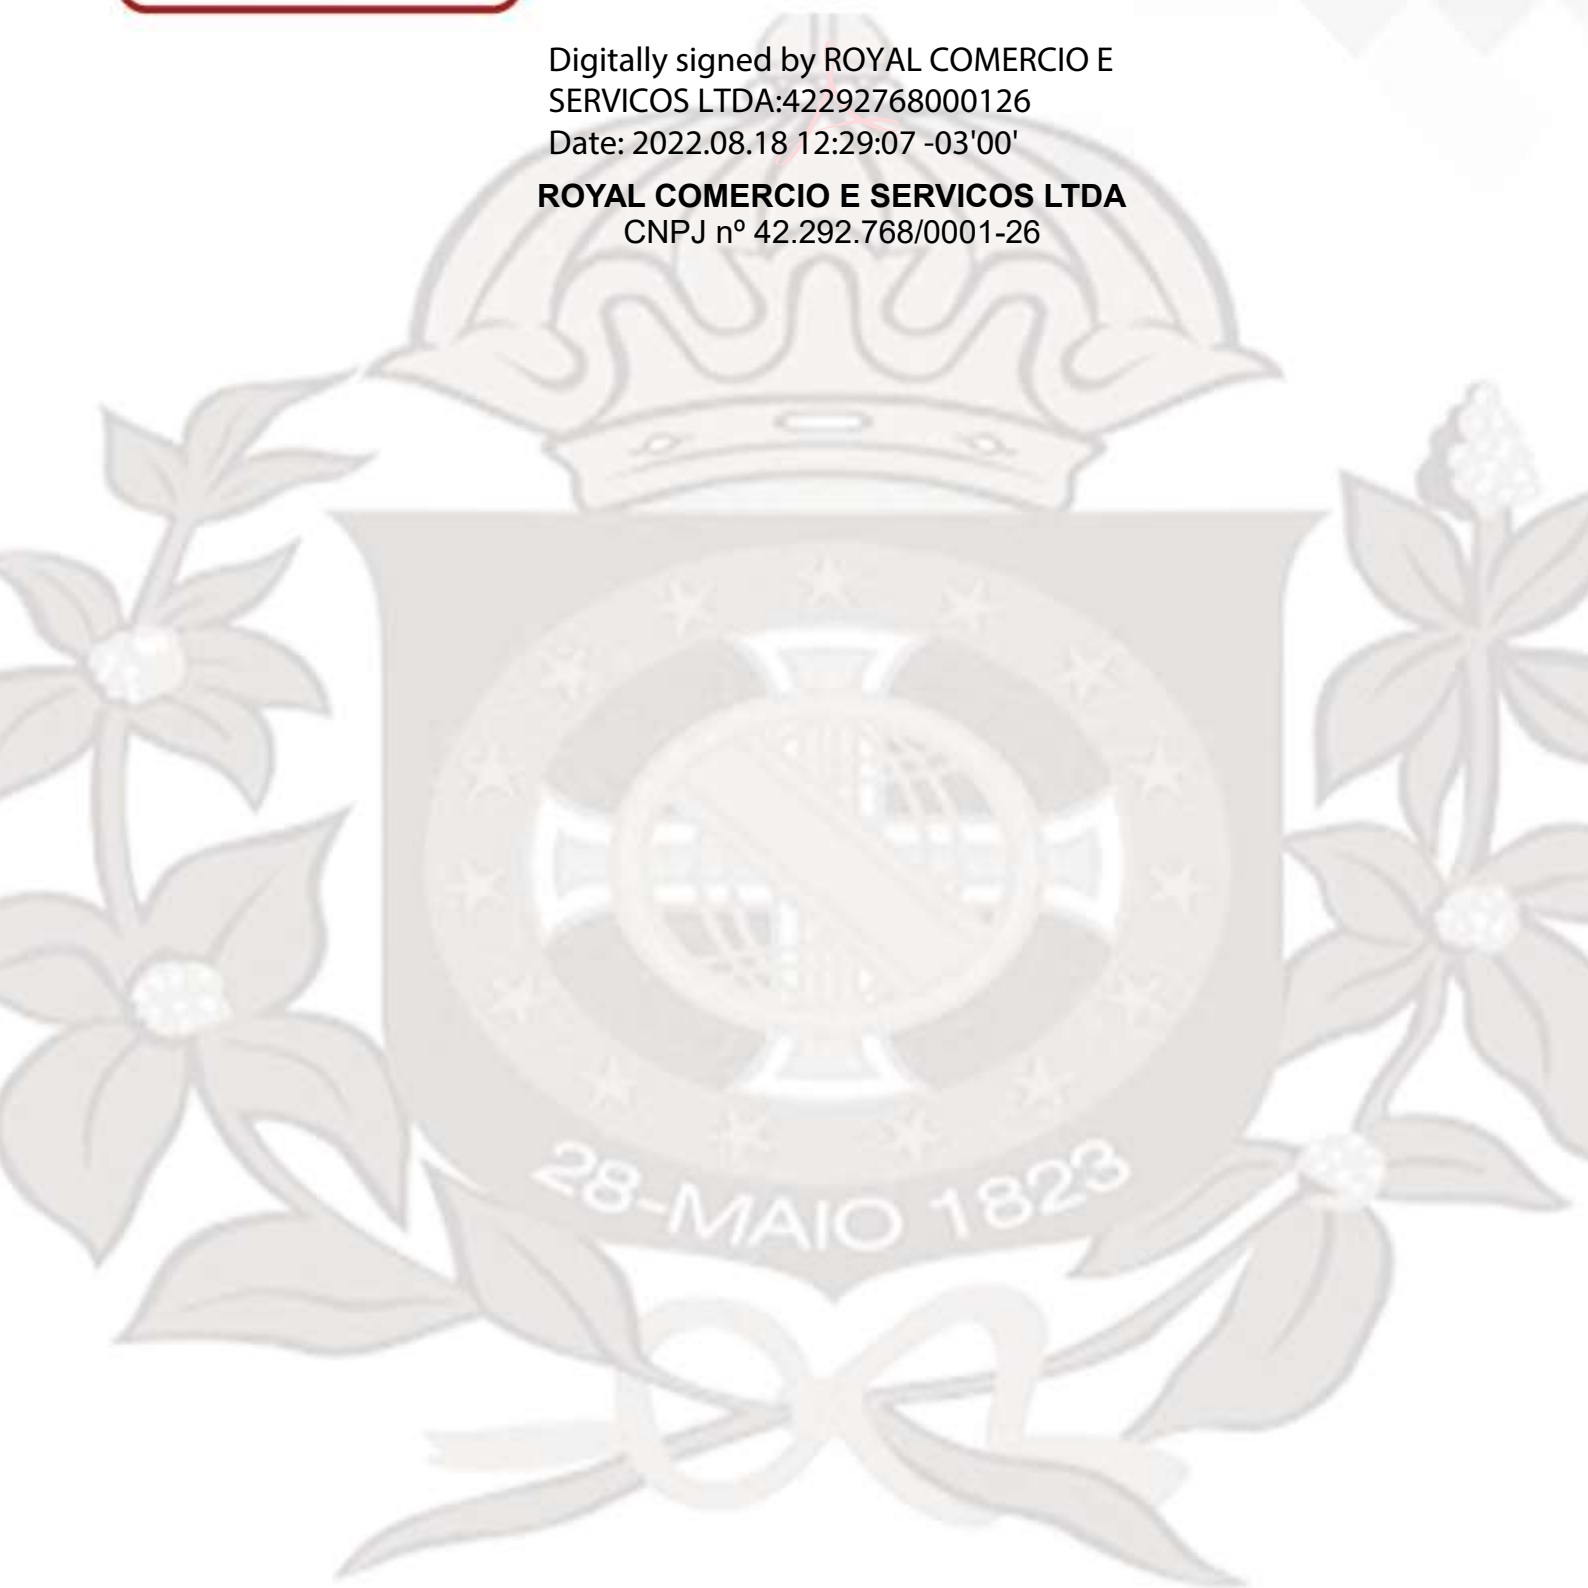 Digitally signed by ROYAL COMERCIO E
SERVICOS LTDA:42292768000126
Date: 2022.08.18 12:29:07 -03'00'
ROYAL COMERCIO E SERVICOS LTDA
CNPJ nº 42.292.768/0001-26
28-MAIO 1823